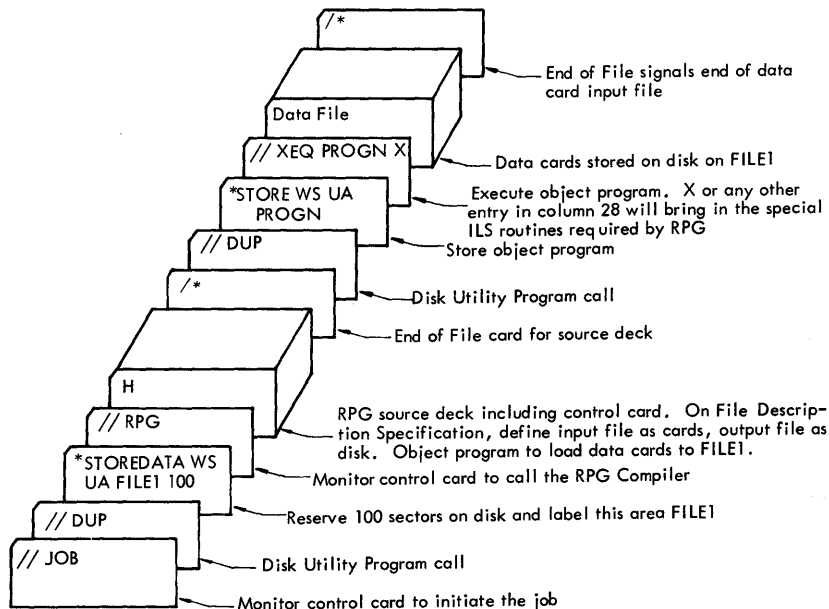 /*
End of File signals end of data
card input file
Data File
Data cards stored on disk on FILE1
// XEQ PROGN X
Execute object program. X or any other
entry in column 28 will bring in the special
ILS routines required by RPG
*STORE WS UA
PROGN
Store object program
// DUP
Disk Utility Program call
/*
End of File card for source deck
H
RPG source deck including control card. On File Descrip-
tion Specification, define input file as cards, output file as
disk. Object program to load data cards to FILE1.
// RPG
Monitor control card to call the RPG Compiler
*STOREDATA WS
UA FILE1 100
Reserve 100 sectors on disk and label this area FILE1
// DUP
Disk Utility Program call
// JOB
Monitor control card to initiate the job